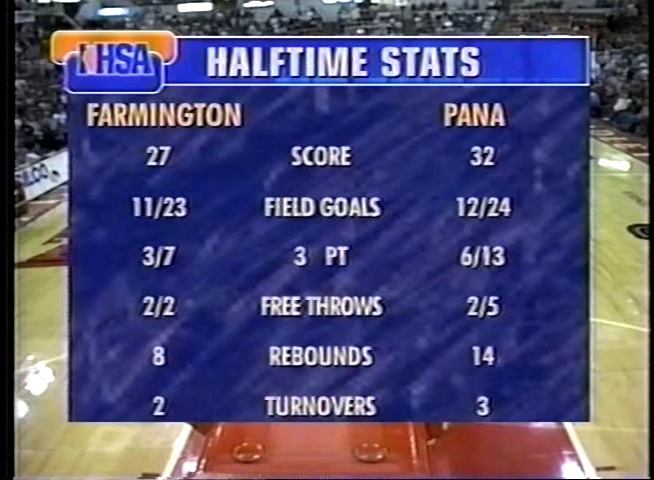 IHSA HALFTIME STATS
FARMINGTON PANA
27 SCORE 32
11/23 FIELD GOALS 12/24
3/7 3 PT 6/13
2/2 FREE THROWS 2/5
8 REBOUNDS 14
2 TURNOVERS 3